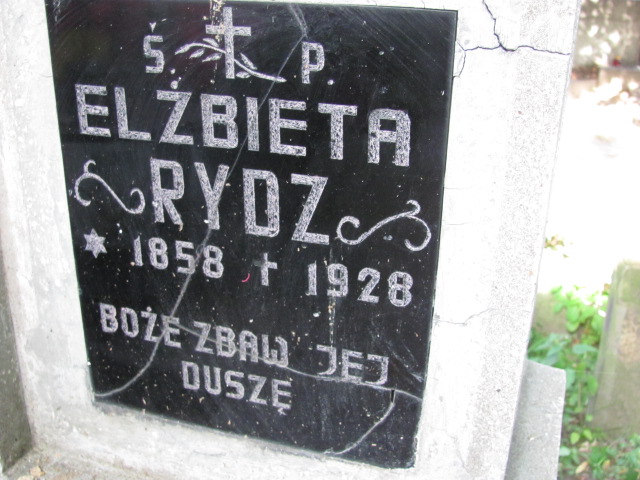 Ś P.
ELŻBIETA
RYDZ
* 1858 † 1928
BOŻE ZBAW JEJ
DUSZĘ